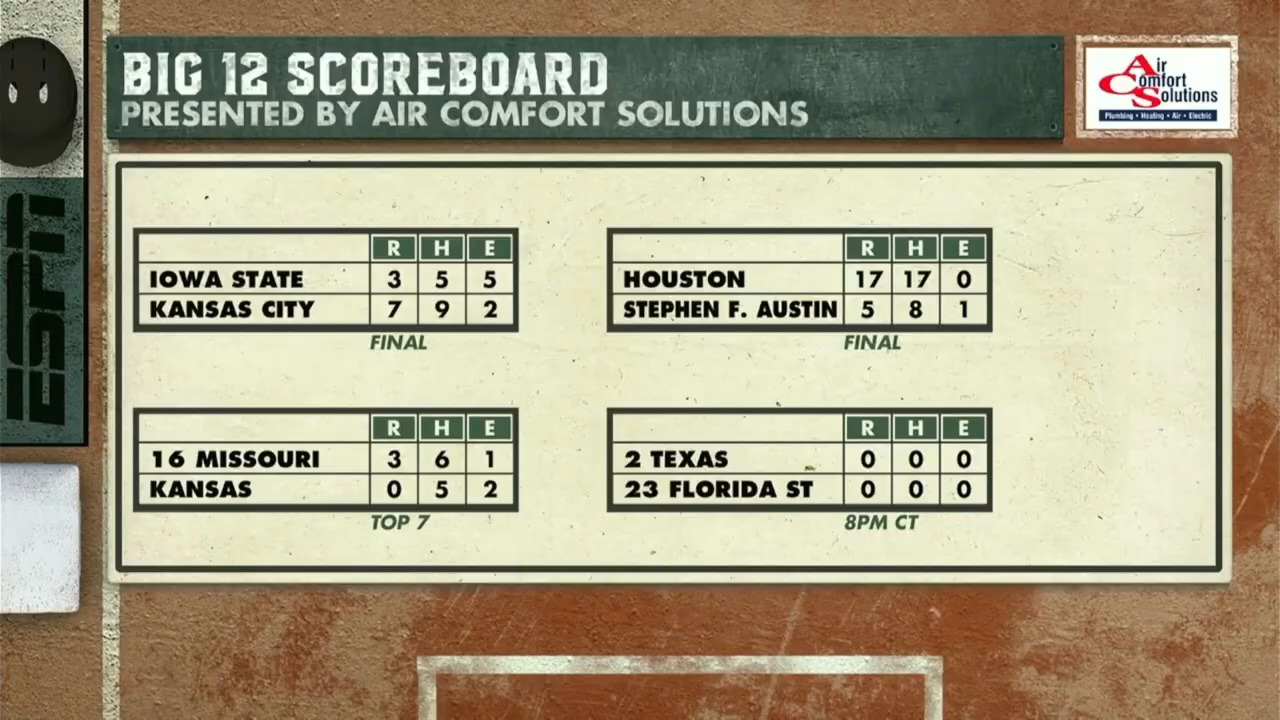 BIG 12 SCOREBOARD
PRESENTED BY AIR COMFORT SOLUTIONS
Air
Comfort
Solutions
Plumbing • Heating • Air • Electric
ESPN
R H E
IOWA STATE 3 5 5
KANSAS CITY 7 9 2
FINAL
R H E
HOUSTON 17 17 0
STEPHEN F. AUSTIN 5 8 1
FINAL
R H E
16 MISSOURI 3 6 1
KANSAS 0 5 2
TOP 7
R H E
2 TEXAS 0 0 0
23 FLORIDA ST 0 0 0
8PM CT